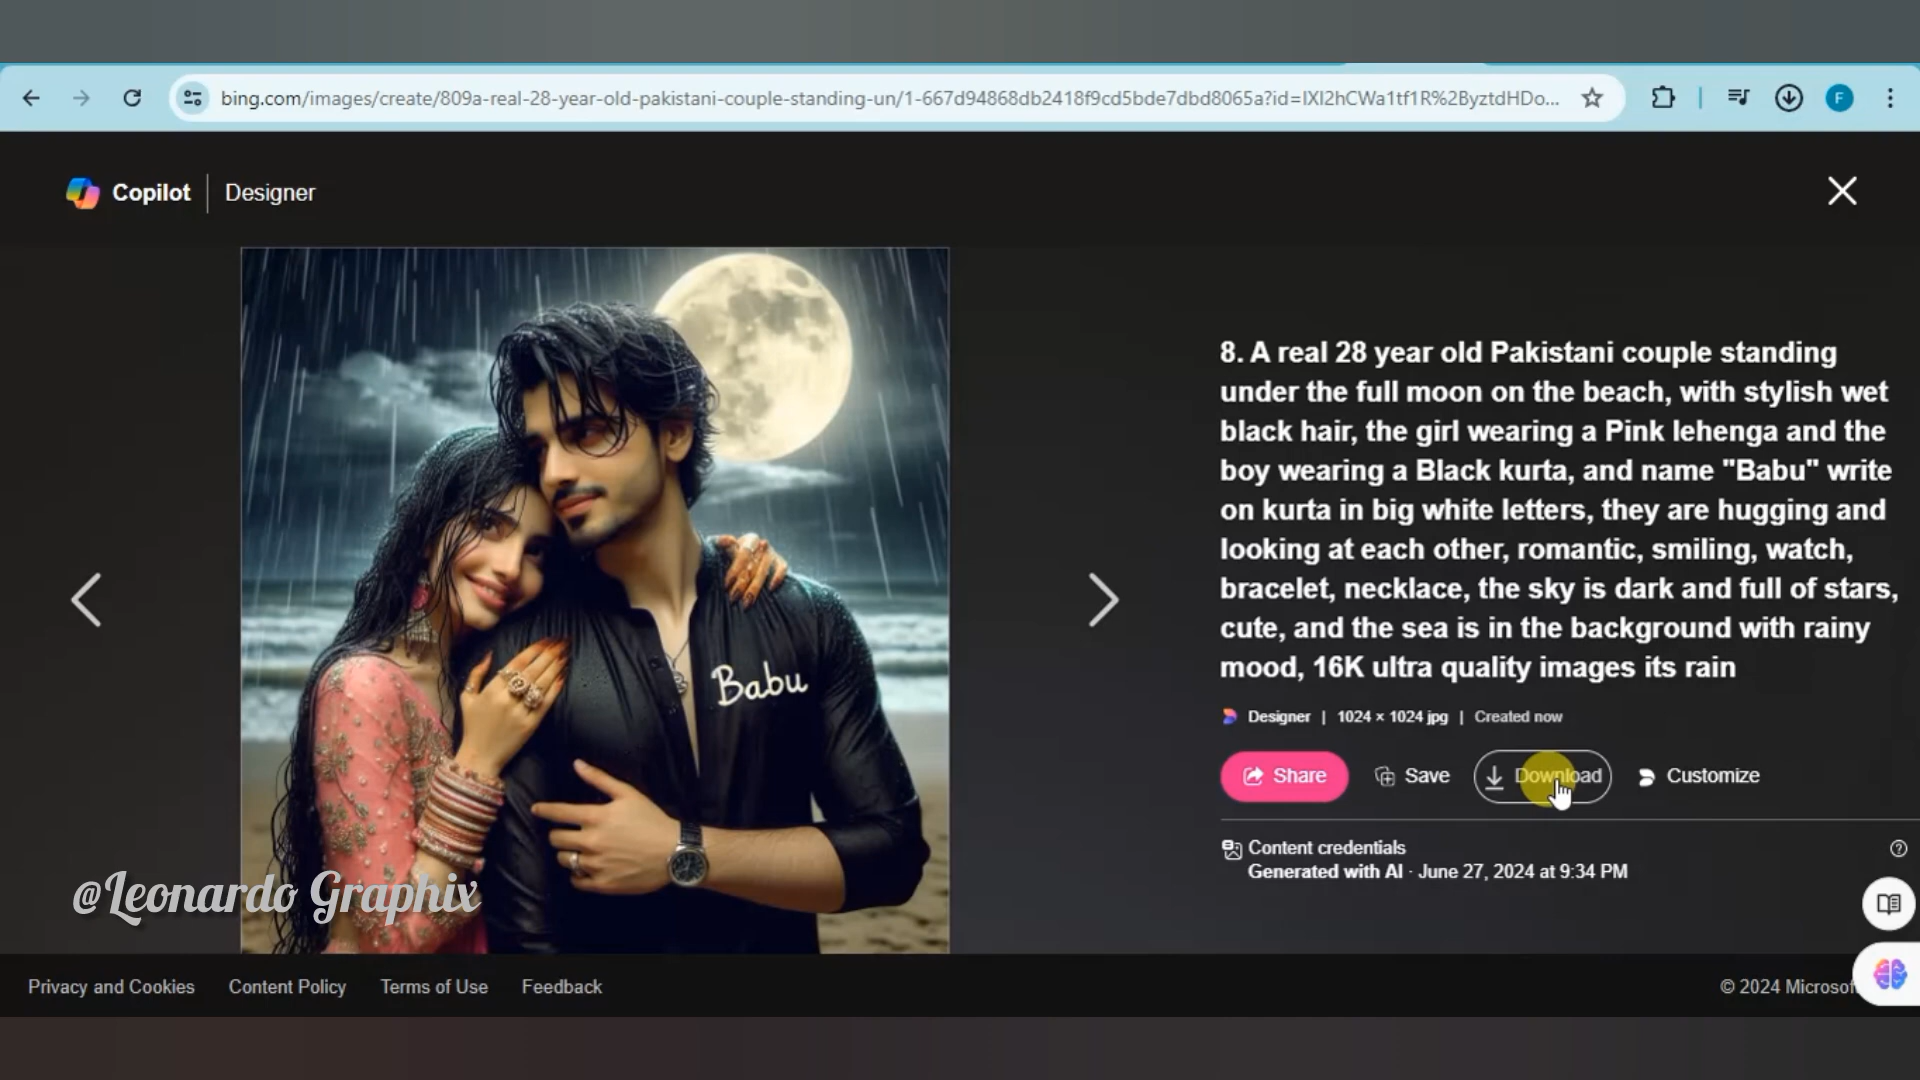 bing.com/images/create/809a-real-28-year-old-pakistani-couple-standing-un/1-667d94868db2418f9cd5bde7dbd8065a?id=IXI2hCWa1tf1R%2ByztdHDo...
F
Copilot | Designer
8. A real 28 year old Pakistani couple standing
under the full moon on the beach, with stylish wet
black hair, the girl wearing a Pink lehenga and the
boy wearing a Black kurta, and name "Babu" write
on kurta in big white letters, they are hugging and
looking at each other, romantic, smiling, watch,
bracelet, necklace, the sky is dark and full of stars,
cute, and the sea is in the background with rainy
mood, 16K ultra quality images its rain
Babu
Designer | 1024 × 1024 jpg | Created now
Share Save Download Customize
Content credentials
Generated with AI · June 27, 2024 at 9:34 PM
@Leonardo Graphix
Privacy and Cookies Content Policy Terms of Use Feedback © 2024 Microsoft